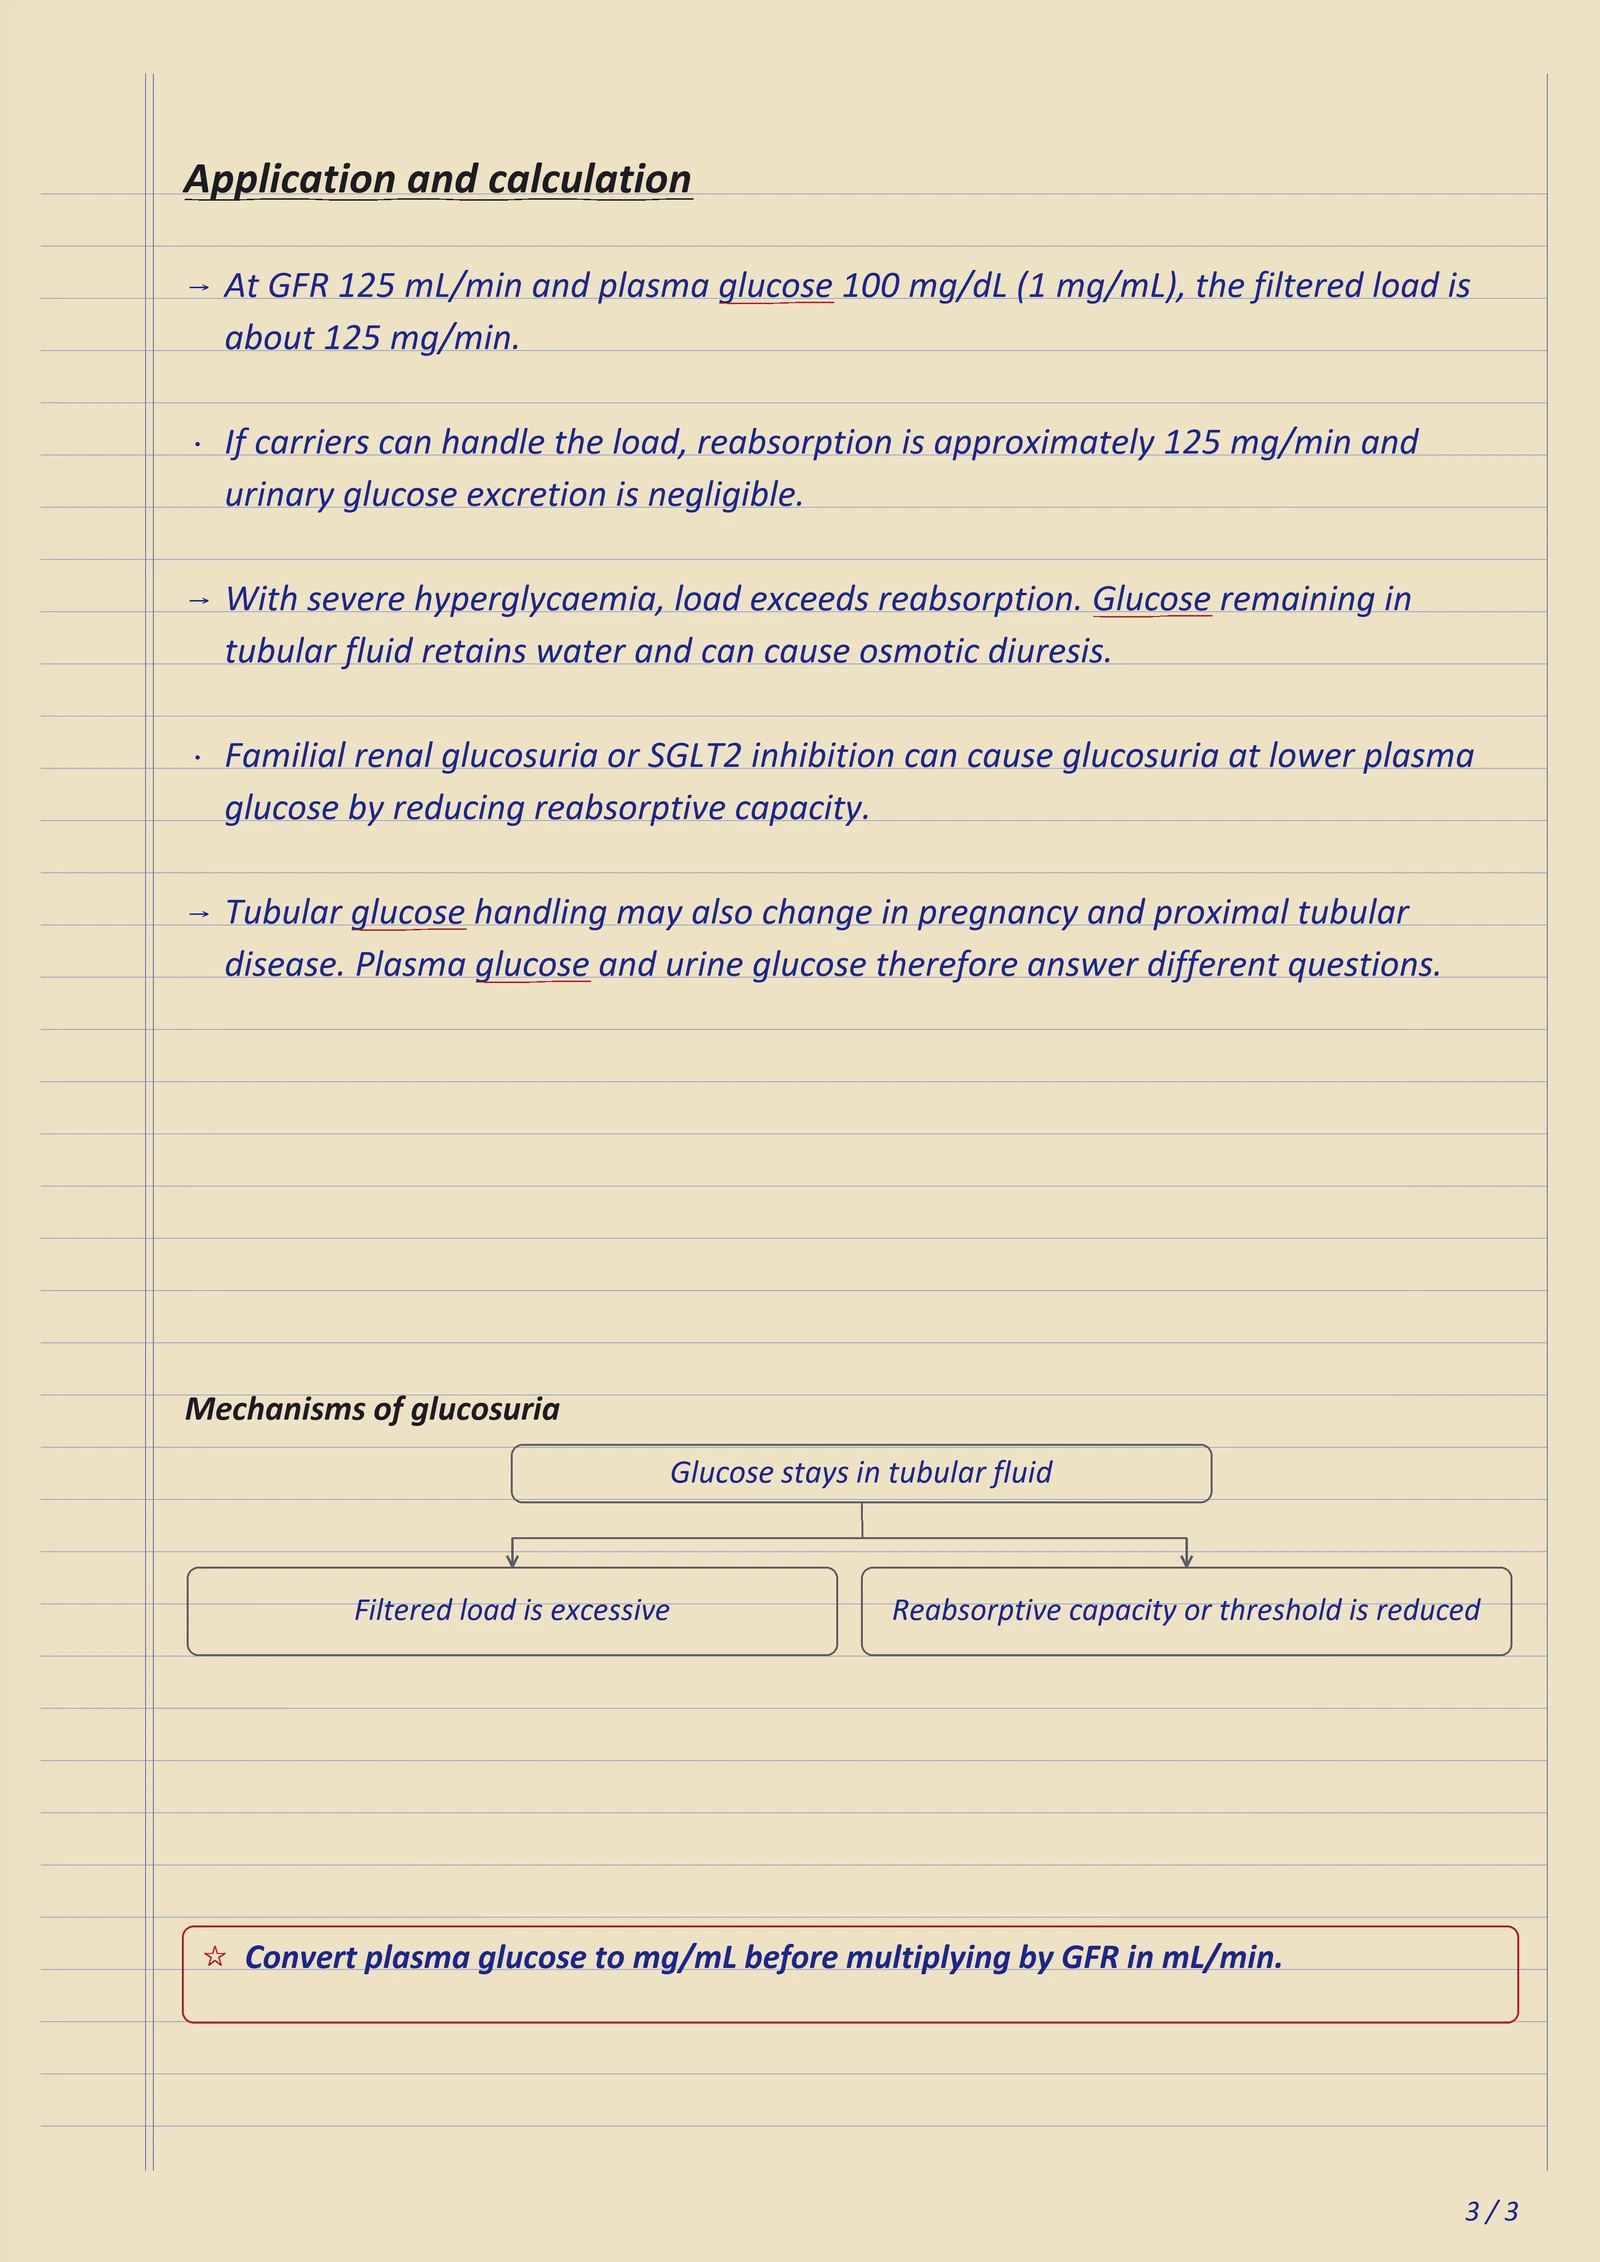 Application and calculation
→ At GFR 125 mL/min and plasma glucose 100 mg/dL (1 mg/mL), the filtered load is
about 125 mg/min.
· If carriers can handle the load, reabsorption is approximately 125 mg/min and
urinary glucose excretion is negligible.
→ With severe hyperglycaemia, load exceeds reabsorption. Glucose remaining in
tubular fluid retains water and can cause osmotic diuresis.
· Familial renal glucosuria or SGLT2 inhibition can cause glucosuria at lower plasma
glucose by reducing reabsorptive capacity.
→ Tubular glucose handling may also change in pregnancy and proximal tubular
disease. Plasma glucose and urine glucose therefore answer different questions.
Mechanisms of glucosuria
Glucose stays in tubular fluid
Filtered load is excessive
Reabsorptive capacity or threshold is reduced
☆ Convert plasma glucose to mg/mL before multiplying by GFR in mL/min.
3 / 3